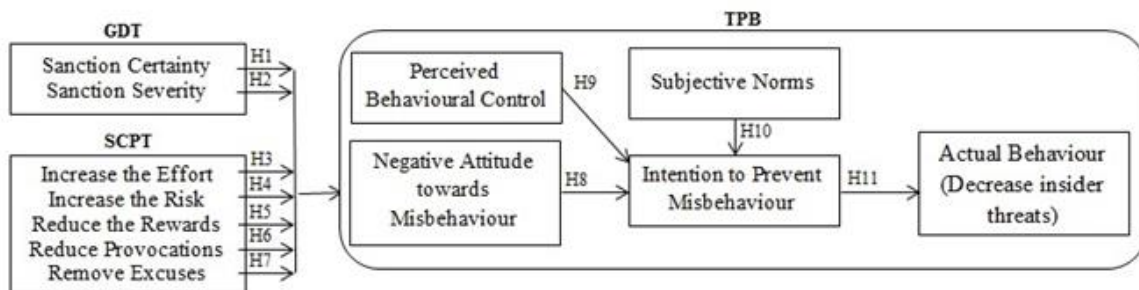 GDT
Sanction Certainty
Sanction Severity
H1
H2
SCPT
Increase the Effort
Increase the Risk
Reduce the Rewards
Reduce Provocations
Remove Excuses
H3
H4
H5
H6
H7
TPB
Perceived
Behavioural Control
H9
Subjective Norms
H10
Negative Attitude
towards
Misbehaviour
H8
Intention to Prevent
Misbehaviour
H11
Actual Behaviour
(Decrease insider
threats)